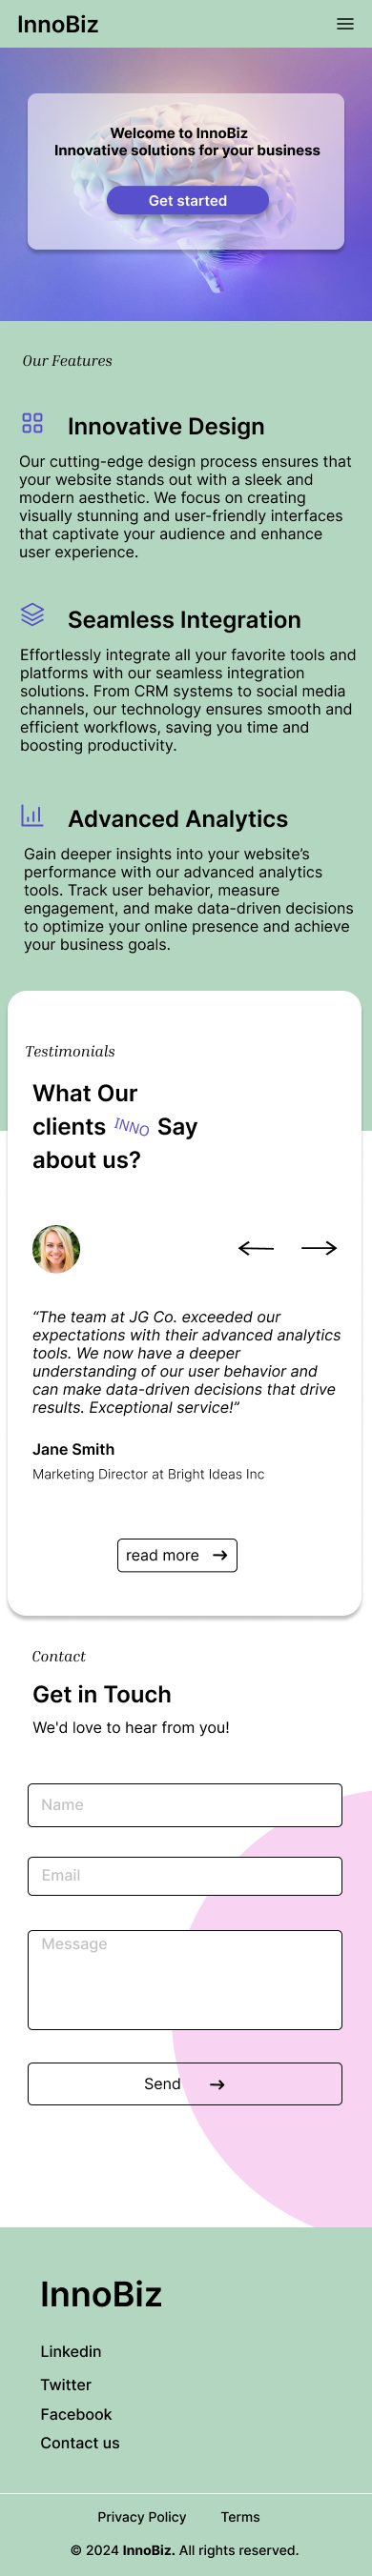 InnoBiz
Welcome to InnoBiz
Innovative solutions for your business
Get started
Our Features
Innovative Design
Our cutting-edge design process ensures that
your website stands out with a sleek and
modern aesthetic. We focus on creating
visually stunning and user-friendly interfaces
that captivate your audience and enhance
user experience.
Seamless Integration
Effortlessly integrate all your favorite tools and
platforms with our seamless integration
solutions. From CRM systems to social media
channels, our technology ensures smooth and
efficient workflows, saving you time and
boosting productivity.
Advanced Analytics
Gain deeper insights into your website’s
performance with our advanced analytics
tools. Track user behavior, measure
engagement, and make data-driven decisions
to optimize your online presence and achieve
your business goals.
Testimonials
What Our
clients INNO Say
about us?
“The team at JG Co. exceeded our
expectations with their advanced analytics
tools. We now have a deeper
understanding of our user behavior and
can make data-driven decisions that drive
results. Exceptional service!”
Jane Smith
Marketing Director at Bright Ideas Inc
read more
Contact
Get in Touch
We'd love to hear from you!
Name
Email
Message
Send
InnoBiz
Linkedin
Twitter
Facebook
Contact us
Privacy Policy Terms
© 2024 InnoBiz. All rights reserved.